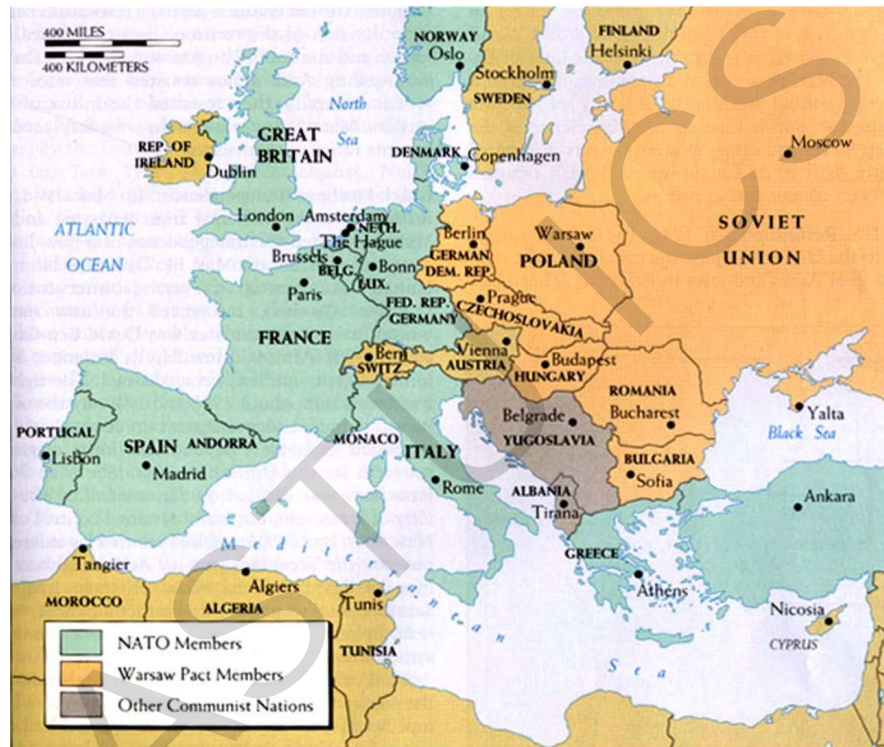 400 MILES
400 KILOMETERS
NORWAY
Oslo
FINLAND
Helsinki
Stockholm
SWEDEN
North
Sea
GREAT
BRITAIN
REP. OF
IRELAND
Dublin
DENMARK
Copenhagen
Moscow
SOVIET
UNION
ATLANTIC
OCEAN
London
Amsterdam
NETH.
The Hague
Brussels
BELG.
Bonn
LUX.
Paris
Berlin
GERMAN
DEM. REP.
Warsaw
POLAND
FED. REP.
GERMANY
Prague
CZECHOSLOVAKIA
FRANCE
Bern
SWITZ.
Vienna
AUSTRIA
Budapest
HUNGARY
ROMANIA
Bucharest
Belgrade
YUGOSLAVIA
Yalta
Black Sea
PORTUGAL
Lisbon
SPAIN
ANDORRA
Madrid
MONACO
ITALY
Rome
BULGARIA
Sofia
ALBANIA
Tirana
Ankara
GREECE
Athens
Mediterranean Sea
Tangier
MOROCCO
Algiers
ALGERIA
Tunis
TUNISIA
Nicosia
CYPRUS
NATO Members
Warsaw Pact Members
Other Communist Nations